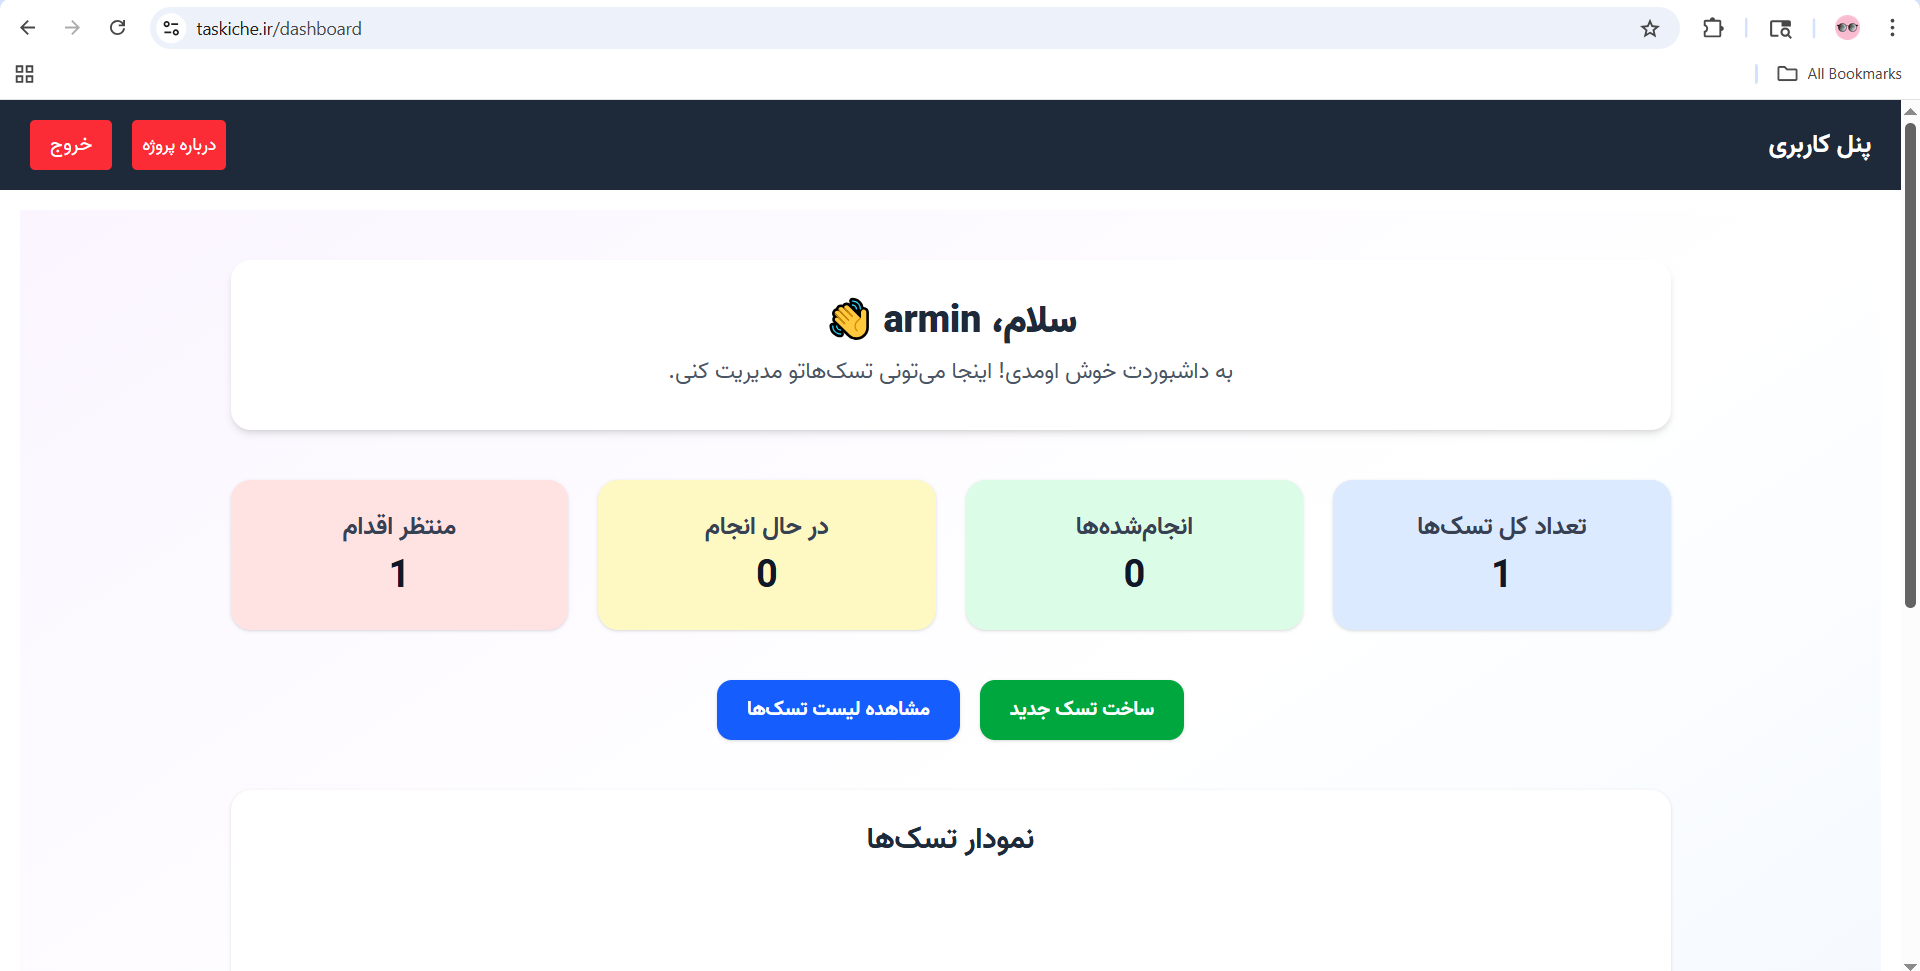 taskiche.ir/dashboard
All Bookmarks
پنل کاربری
درباره پروژه
خروج
سلام، armin 👋
به داشبوردت خوش اومدی! اینجا می‌تونی تسک‌هاتو مدیریت کنی.
تعداد کل تسک‌ها
1
انجام‌شده‌ها
0
در حال انجام
0
منتظر اقدام
1
ساخت تسک جدید
مشاهده لیست تسک‌ها
نمودار تسک‌ها